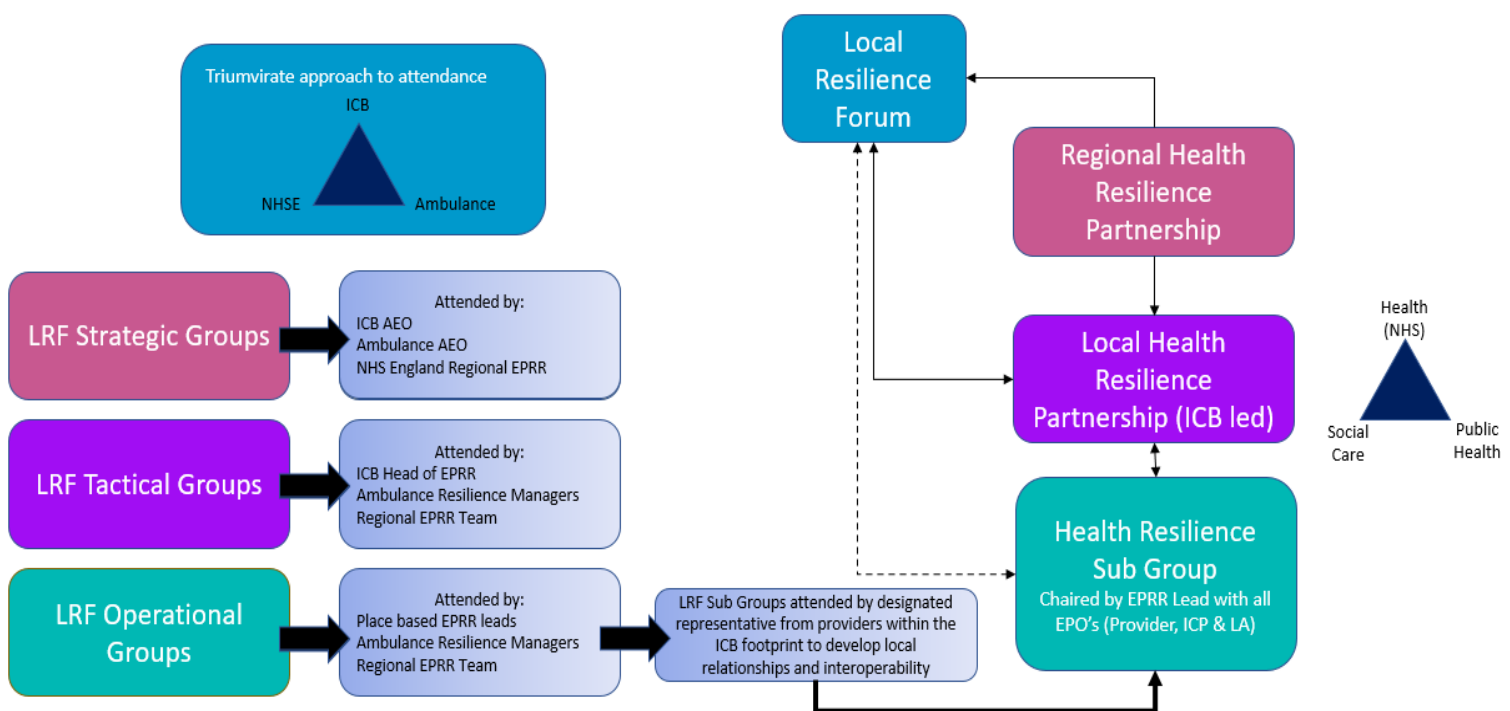 Triumvirate approach to attendance
ICB
NHSE
Ambulance
LRF Strategic Groups
Attended by:
ICB AEO
Ambulance AEO
NHS England Regional EPRR
LRF Tactical Groups
Attended by:
ICB Head of EPRR
Ambulance Resilience Managers
Regional EPRR Team
LRF Operational
Groups
Attended by:
Place based EPRR leads
Ambulance Resilience Managers
Regional EPRR Team
LRF Sub Groups attended by designated
representative from providers within the
ICB footprint to develop local
relationships and interoperability
Local
Resilience
Forum
Regional Health
Resilience
Partnership
Local Health
Resilience
Partnership (ICB led)
Health
(NHS)
Social
Care
Public
Health
Health Resilience
Sub Group
Chaired by EPRR Lead with all
EPO’s (Provider, ICP & LA)